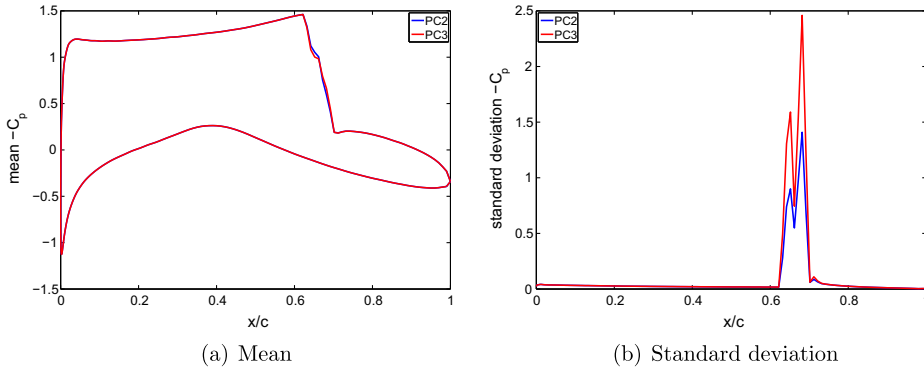 PC2
PC3
1.5
1
0.5
0
−0.5
−1
−1.5
mean −Cp
0
0.2
0.4
0.6
0.8
1
x/c
(a) Mean
PC2
PC3
2.5
2
1.5
1
0.5
0
standard deviation −Cp
0
0.2
0.4
0.6
0.8
x/c
(b) Standard deviation